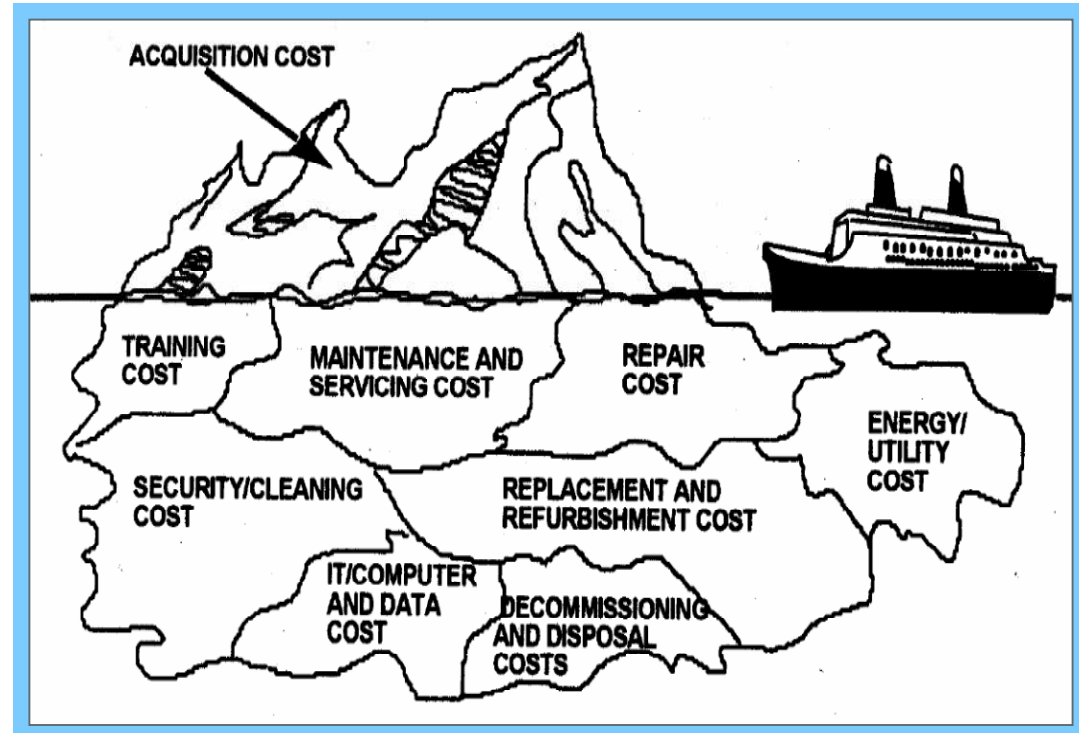 ACQUISITION COST
TRAINING
COST
MAINTENANCE AND
SERVICING COST
REPAIR
COST
ENERGY/
UTILITY
COST
SECURITY/CLEANING
COST
REPLACEMENT AND
REFURBISHMENT COST
IT/COMPUTER
AND DATA
COST
DECOMMISSIONING
AND DISPOSAL
COSTS